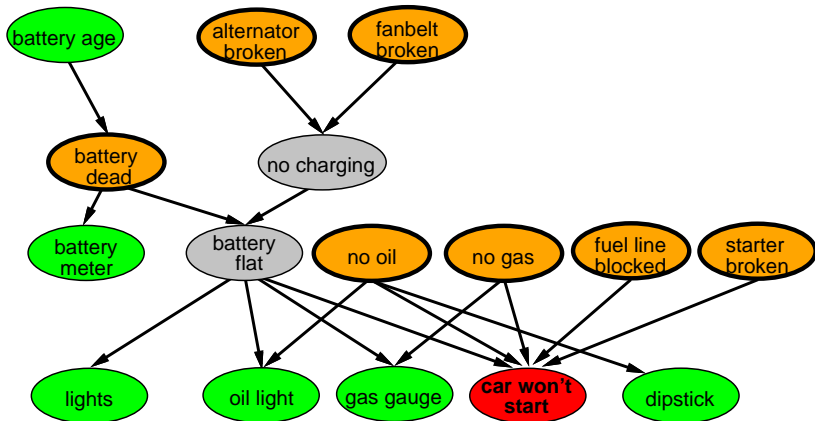 battery age
alternator
broken
fanbelt
broken
battery
dead
no charging
battery
meter
battery
flat
no oil
no gas
fuel line
blocked
starter
broken
lights
oil light
gas gauge
car won't
start
dipstick